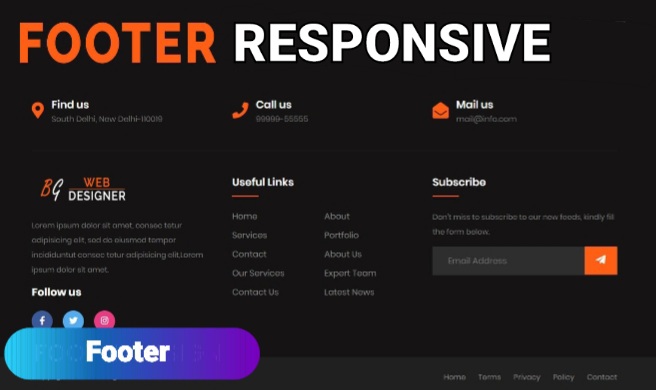 FOOTER RESPONSIVE
Find us
South Delhi, New Delhi-110019
Call us
99999-55555
Mail us
mail@info.com
BG WEB
DESIGNER
Lorem ipsum dolor sit amet, consec tetur
adipisicing elit, sed do eiusmod tempor
incididuntut consec tetur adipisicing elit,Lorem
ipsum dolor sit amet.
Follow us
Useful Links
Home
About
Services
Portfolio
Contact
About Us
Our Services
Expert Team
Contact Us
Latest News
Subscribe
Don't miss to subscribe to our new feeds, kindly fill
the form below.
Email Address
Footer
Home Terms Privacy Policy Contact